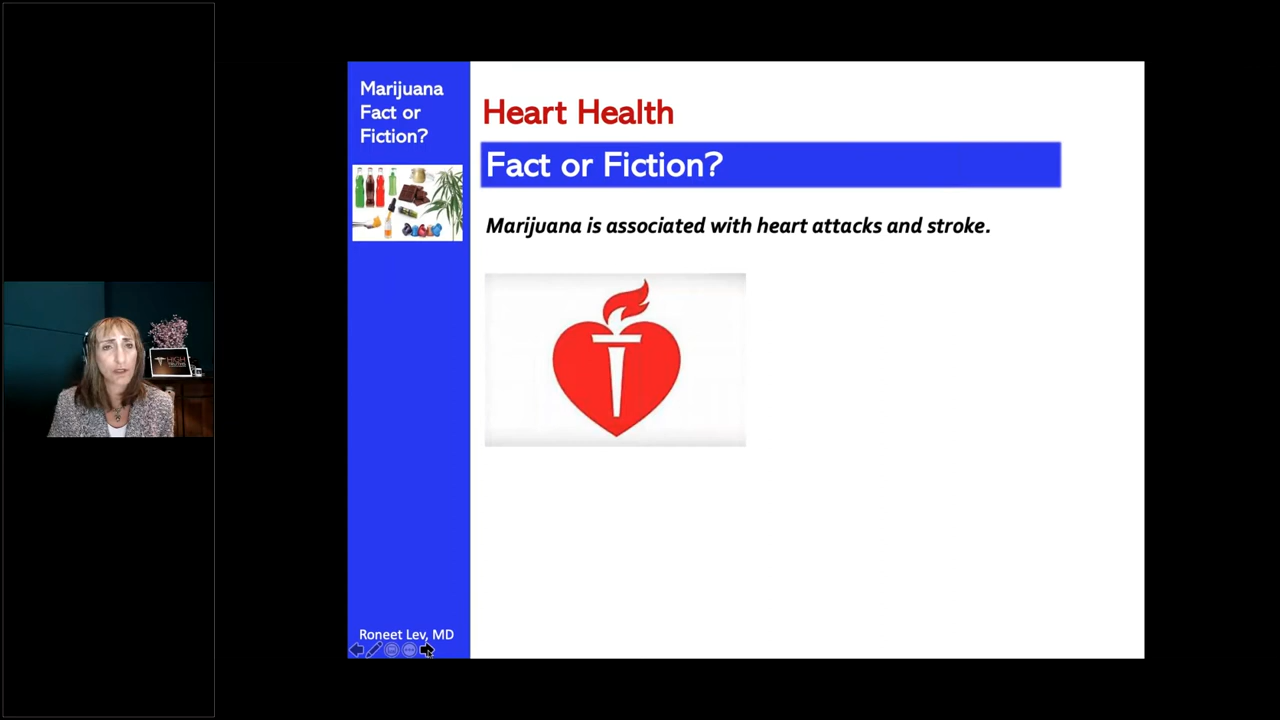 Marijuana
Fact or
Fiction?
Heart Health
Fact or Fiction?
Marijuana is associated with heart attacks and stroke.
HIGH
Roneet Lev, MD